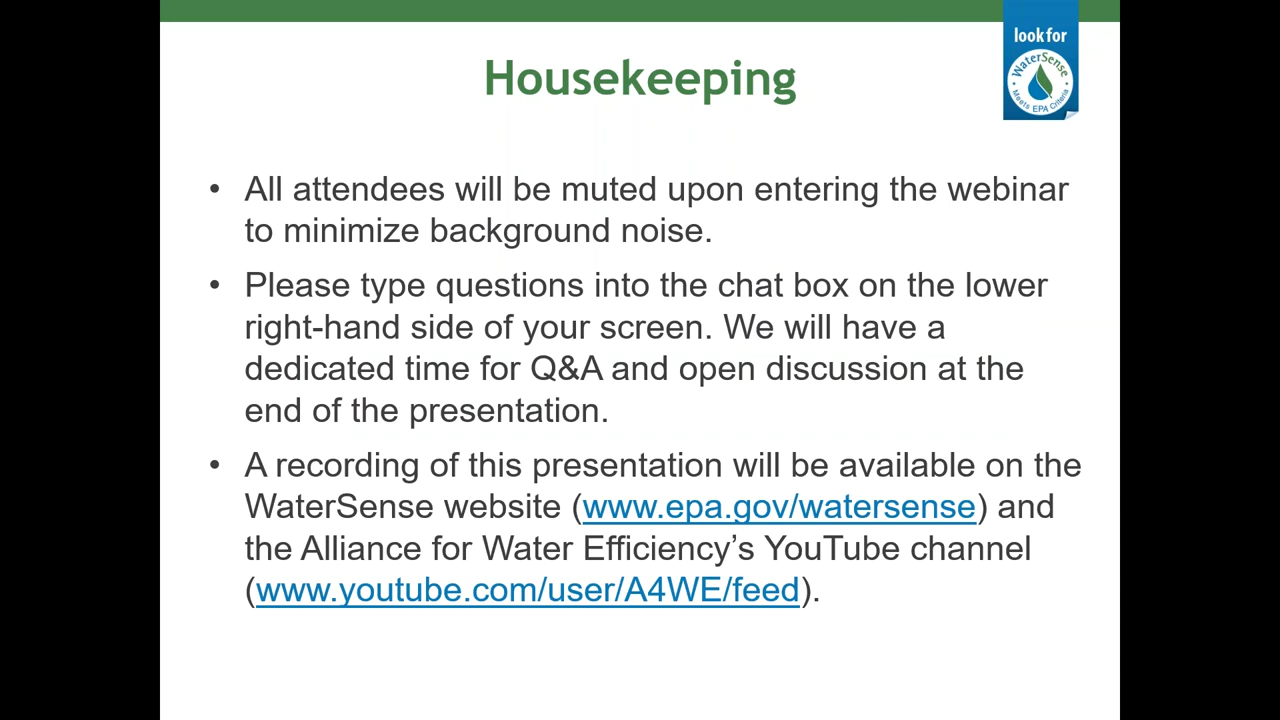 Housekeeping
look for
WaterSense
Meets EPA Criteria
• All attendees will be muted upon entering the webinar
to minimize background noise.
• Please type questions into the chat box on the lower
right-hand side of your screen. We will have a
dedicated time for Q&A and open discussion at the
end of the presentation.
• A recording of this presentation will be available on the
WaterSense website (www.epa.gov/watersense) and
the Alliance for Water Efficiency’s YouTube channel
(www.youtube.com/user/A4WE/feed).